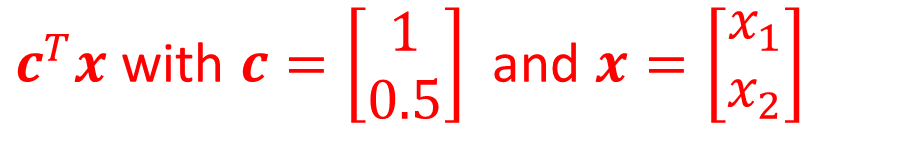 c^T x with c = [1; 0.5] and x = [x_1; x_2]